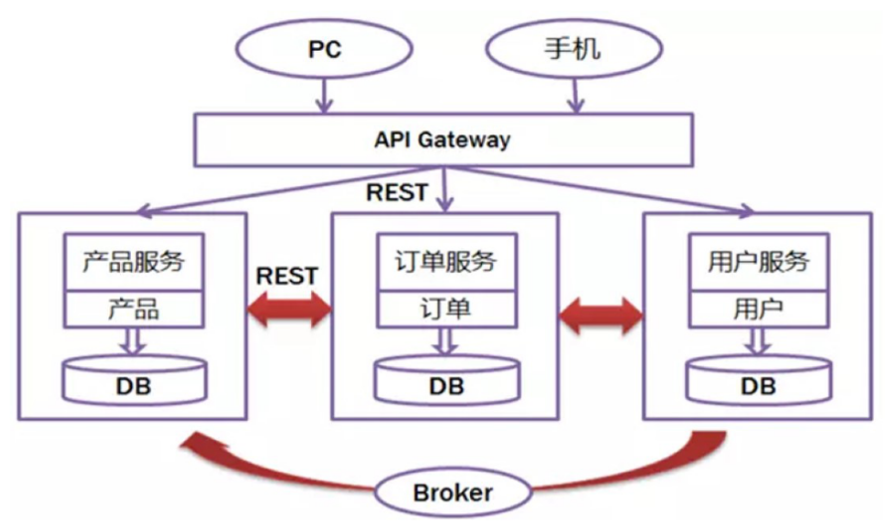 PC
手机
API Gateway
REST
产品服务
产品
DB
REST
订单服务
订单
DB
用户服务
用户
DB
Broker